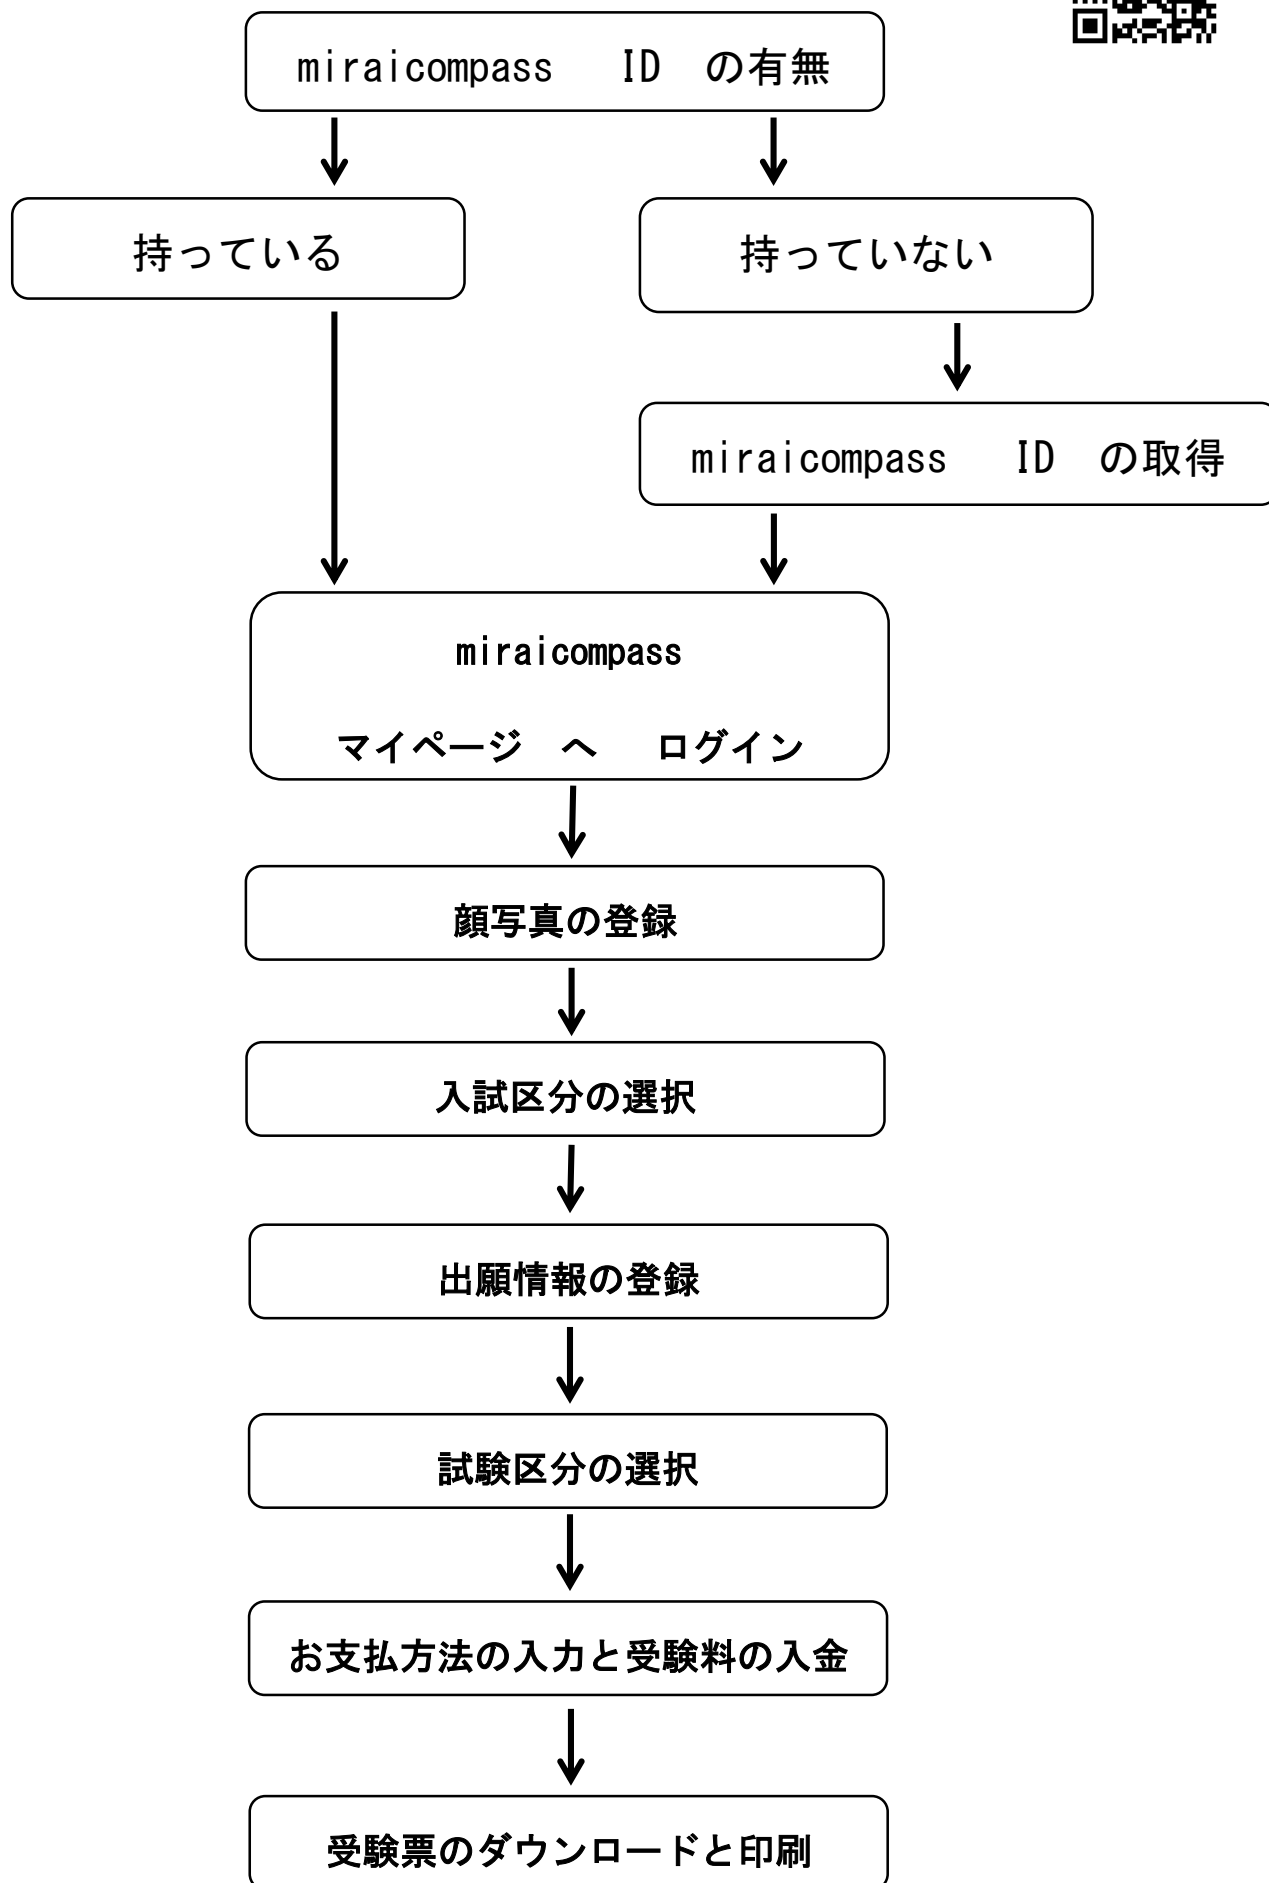 miraicompass　ID　の有無
持っている
持っていない
miraicompass　ID　の取得
miraicompass
マイページ　へ　ログイン
顔写真の登録
入試区分の選択
出願情報の登録
試験区分の選択
お支払方法の入力と受験料の入金
受験票のダウンロードと印刷